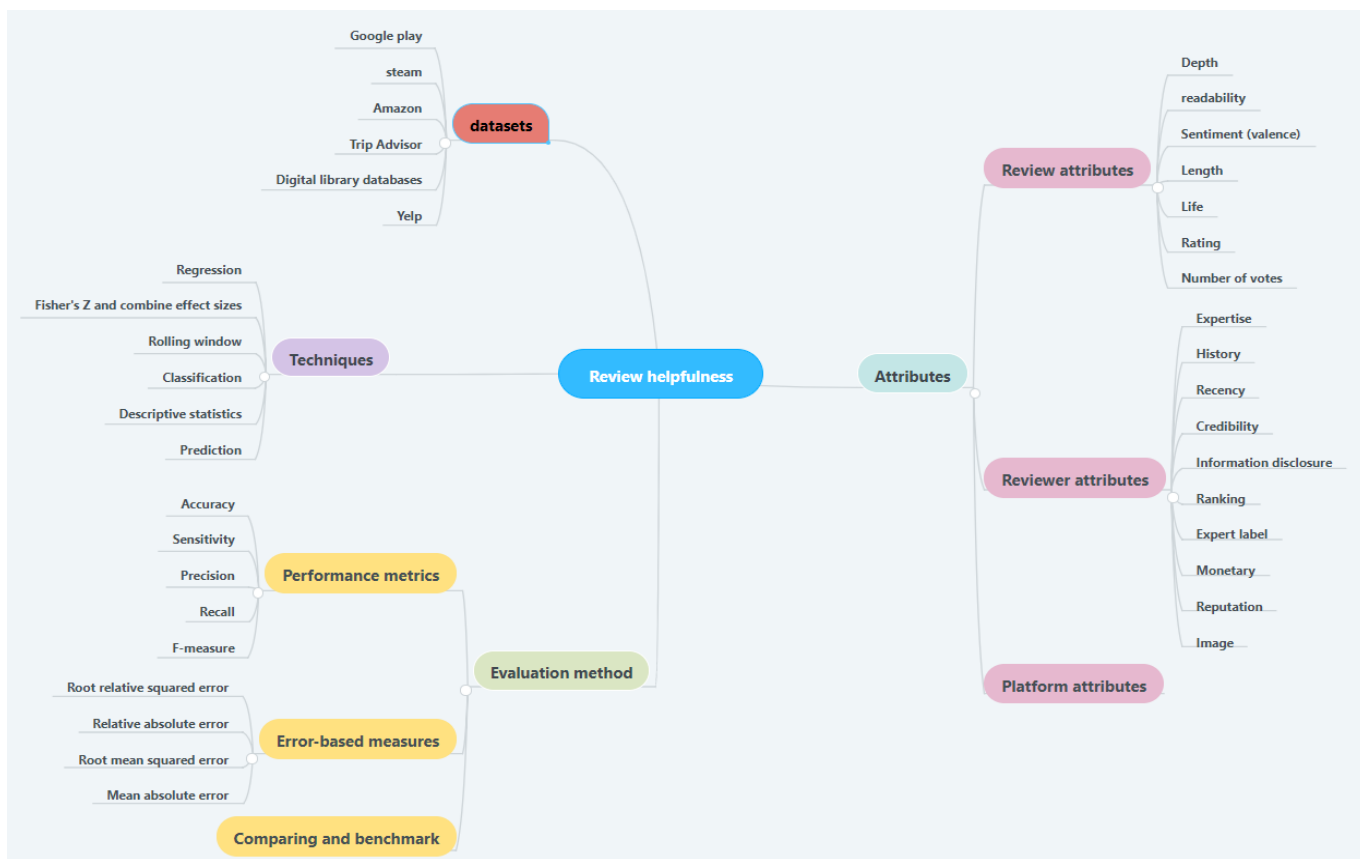 Google play
steam
Amazon
Trip Advisor
Digital library databases
Yelp
datasets
Regression
Fisher's Z and combine effect sizes
Rolling window
Classification
Descriptive statistics
Prediction
Techniques
Accuracy
Sensitivity
Precision
Recall
F-measure
Performance metrics
Root relative squared error
Relative absolute error
Root mean squared error
Mean absolute error
Error-based measures
Comparing and benchmark
Evaluation method
Review helpfulness
Attributes
Review attributes
Depth
readability
Sentiment (valence)
Length
Life
Rating
Number of votes
Reviewer attributes
Expertise
History
Recency
Credibility
Information disclosure
Ranking
Expert label
Monetary
Reputation
Image
Platform attributes